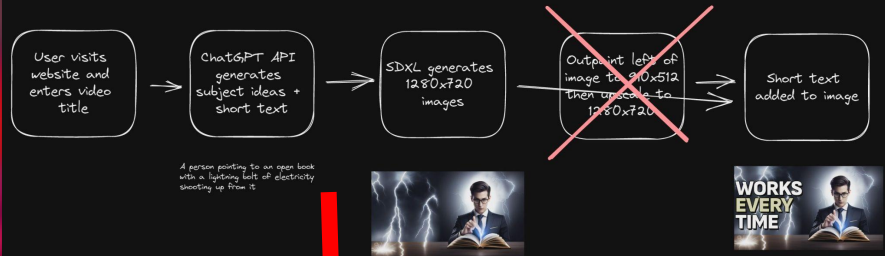 User visits
website and
enters video
title
ChatGPT API
generates
subject ideas +
short text
SDXL generates
1280x720
images
Outpaint left of
image to 910x512
then upscale to
1280x720
Short text
added to image
A person pointing to an open book
with a lightning bolt of electricity
shooting up from it
WORKS
EVERY
TIME